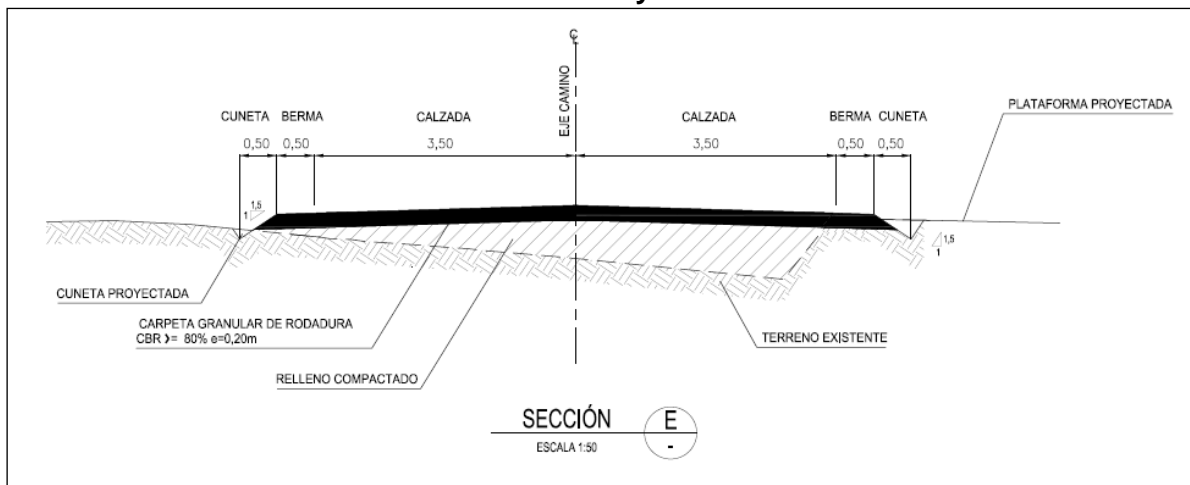 ℄
EJE CAMINO
CUNETA BERMA CALZADA CALZADA BERMA CUNETA
0,50 0,50 3,50 3,50 0,50 0,50
PLATAFORMA PROYECTADA
1,5
1
1,5
1
CUNETA PROYECTADA
CARPETA GRANULAR DE RODADURA
CBR >= 80% e=0,20m
RELLENO COMPACTADO
TERRENO EXISTENTE
SECCIÓN E
ESCALA 1:50 -